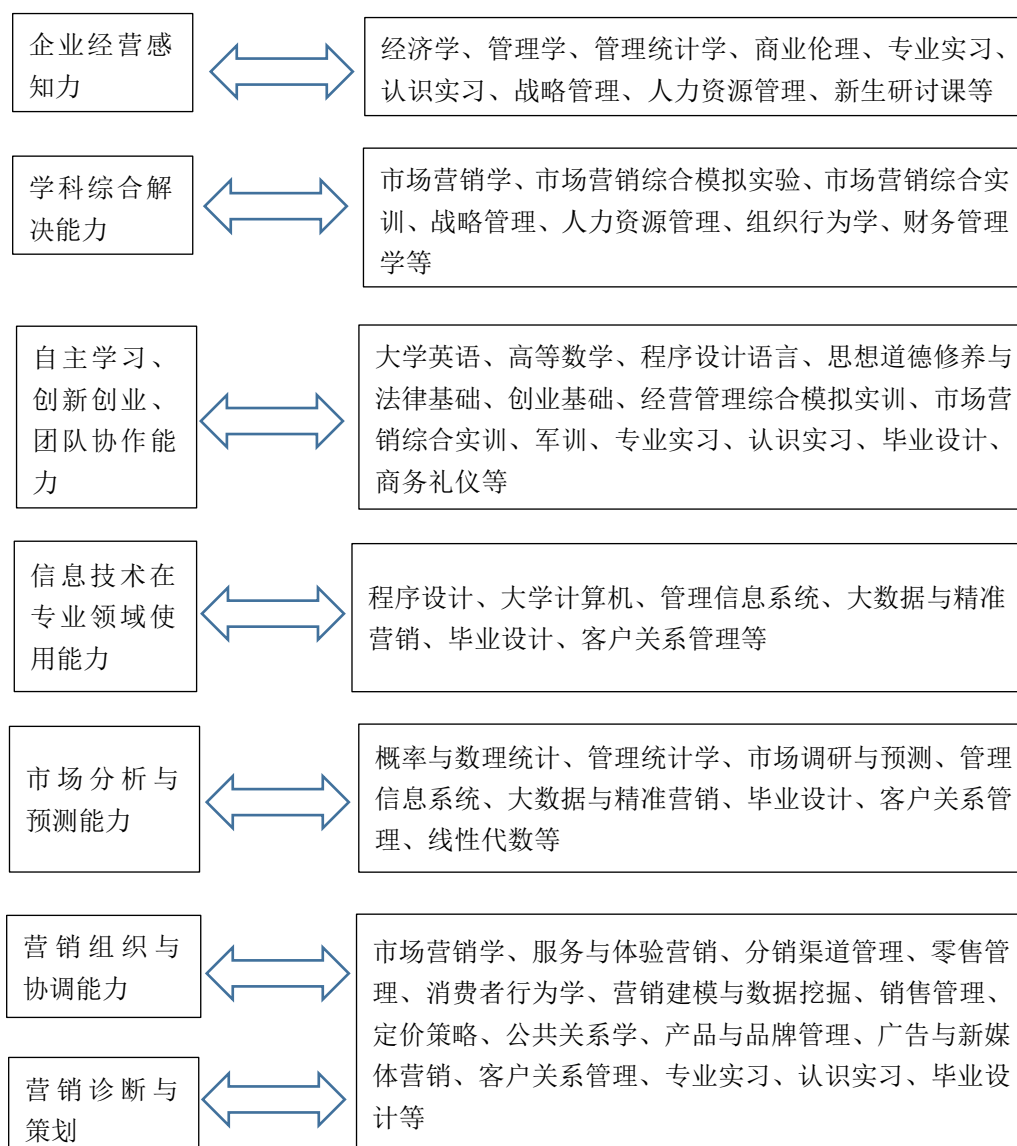 企业经营感
知力
经济学、管理学、管理统计学、商业伦理、专业实习、
认识实习、战略管理、人力资源管理、新生研讨课等
学科综合解
决能力
市场营销学、市场营销综合模拟实验、市场营销综合实
训、战略管理、人力资源管理、组织行为学、财务管理
学等
自主学习、
创新创业、
团队协作能
力
大学英语、高等数学、程序设计语言、思想道德修养与
法律基础、创业基础、经营管理综合模拟实训、市场营
销综合实训、军训、专业实习、认识实习、毕业设计、
商务礼仪等
信息技术在
专业领域使
用能力
程序设计、大学计算机、管理信息系统、大数据与精准
营销、毕业设计、客户关系管理等
市场分析与
预测能力
概率与数理统计、管理统计学、市场调研与预测、管理
信息系统、大数据与精准营销、毕业设计、客户关系管
理、线性代数等
营销组织与
协调能力
营销诊断与
策划
市场营销学、服务与体验营销、分销渠道管理、零售管
理、消费者行为学、营销建模与数据挖掘、销售管理、
定价策略、公共关系学、产品与品牌管理、广告与新媒
体营销、客户关系管理、专业实习、认识实习、毕业设
计等